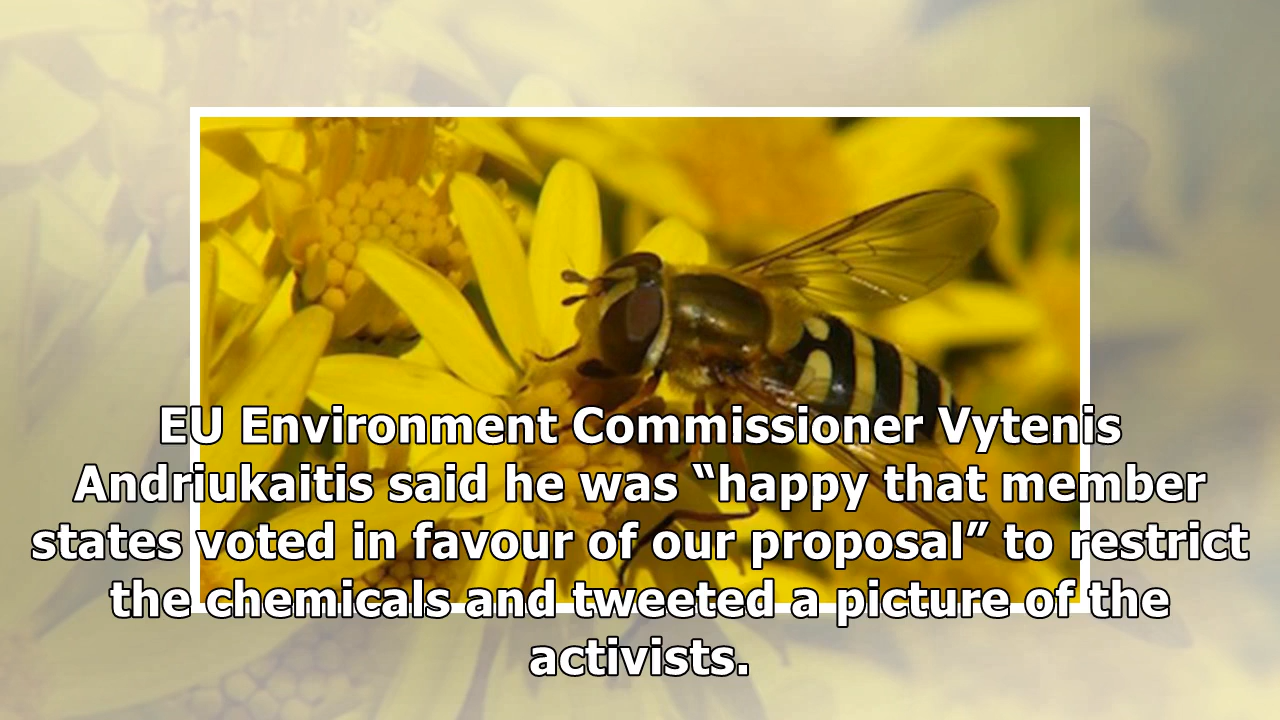 EU Environment Commissioner Vytenis
Andriukaitis said he was “happy that member
states voted in favour of our proposal” to restrict
the chemicals and tweeted a picture of the
activists.